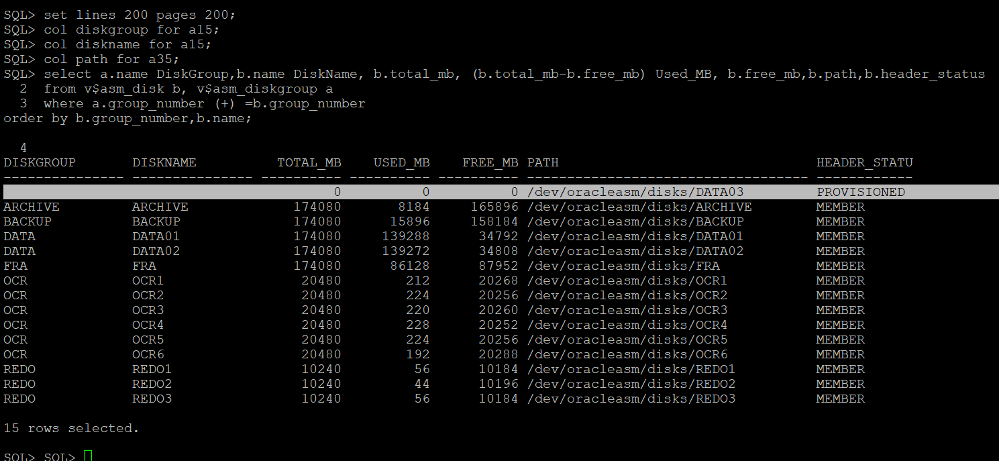 SQL> set lines 200 pages 200;
SQL> col diskgroup for a15;
SQL> col diskname for a15;
SQL> col path for a35;
SQL> select a.name DiskGroup,b.name DiskName, b.total_mb, (b.total_mb-b.free_mb) Used_MB, b.free_mb,b.path,b.header_status
  2  from v$asm_disk b, v$asm_diskgroup a
  3  where a.group_number (+) =b.group_number
order by b.group_number,b.name;
  4
DISKGROUP       DISKNAME          TOTAL_MB    USED_MB    FREE_MB PATH                                HEADER_STATU
--------------- --------------- ---------- ---------- ---------- ----------------------------------- ------------
                                         0          0          0 /dev/oracleasm/disks/DATA03         PROVISIONED
ARCHIVE         ARCHIVE             174080       8184     165896 /dev/oracleasm/disks/ARCHIVE        MEMBER
BACKUP          BACKUP              174080      15896     158184 /dev/oracleasm/disks/BACKUP         MEMBER
DATA            DATA01              174080     139288      34792 /dev/oracleasm/disks/DATA01         MEMBER
DATA            DATA02              174080     139272      34808 /dev/oracleasm/disks/DATA02         MEMBER
FRA             FRA                 174080      86128      87952 /dev/oracleasm/disks/FRA            MEMBER
OCR             OCR1                 20480        212      20268 /dev/oracleasm/disks/OCR1           MEMBER
OCR             OCR2                 20480        224      20256 /dev/oracleasm/disks/OCR2           MEMBER
OCR             OCR3                 20480        220      20260 /dev/oracleasm/disks/OCR3           MEMBER
OCR             OCR4                 20480        228      20252 /dev/oracleasm/disks/OCR4           MEMBER
OCR             OCR5                 20480        224      20256 /dev/oracleasm/disks/OCR5           MEMBER
OCR             OCR6                 20480        192      20288 /dev/oracleasm/disks/OCR6           MEMBER
REDO            REDO1                10240         56      10184 /dev/oracleasm/disks/REDO1          MEMBER
REDO            REDO2                10240         44      10196 /dev/oracleasm/disks/REDO2          MEMBER
REDO            REDO3                10240         56      10184 /dev/oracleasm/disks/REDO3          MEMBER
15 rows selected.
SQL> SQL>